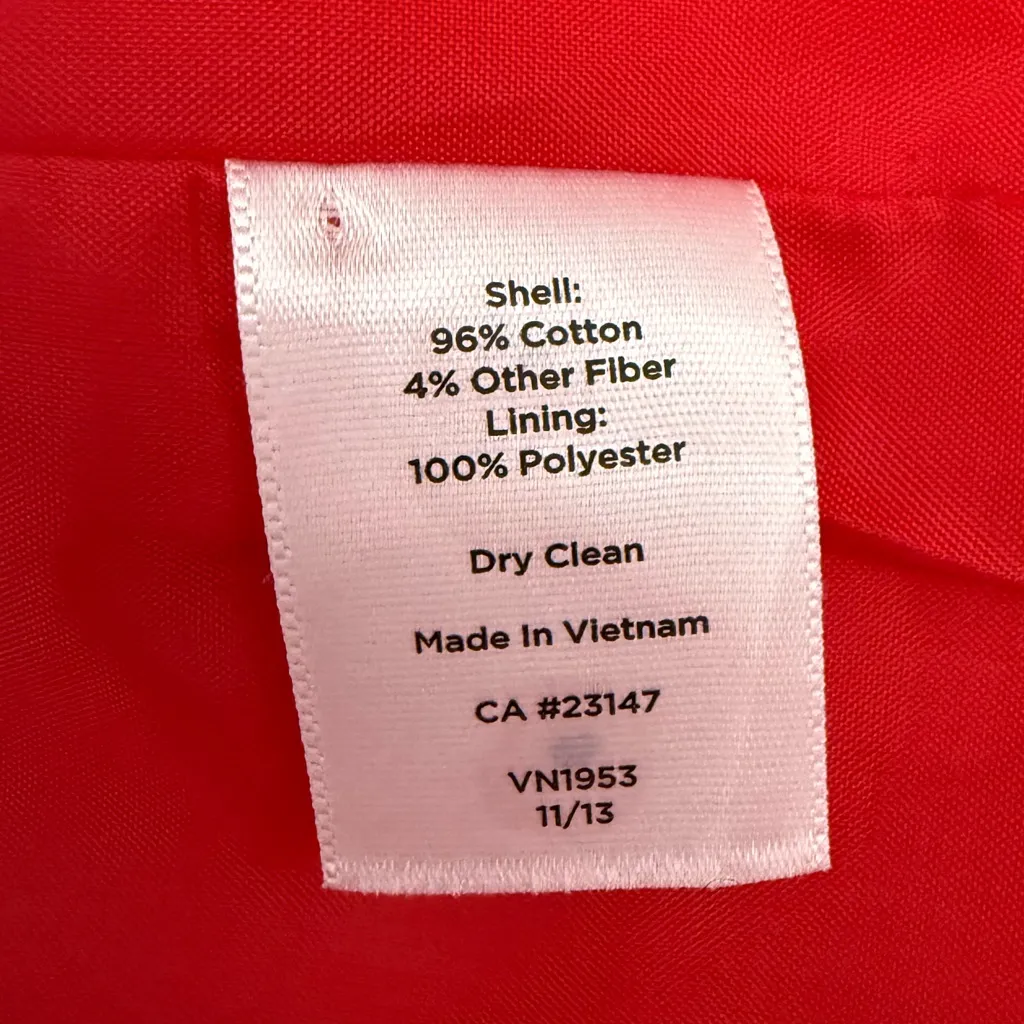 Shell:
96% Cotton
4% Other Fiber
Lining:
100% Polyester
Dry Clean
Made In Vietnam
CA #23147
VN1953
11/13